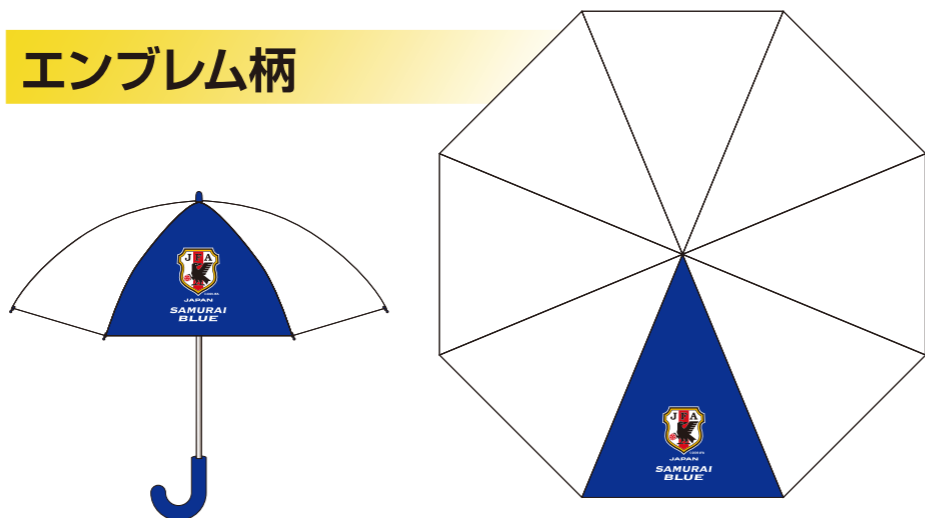 エンブレム柄
JFA
JAPAN
SAMURAI
BLUE
JFA
JAPAN
SAMURAI
BLUE